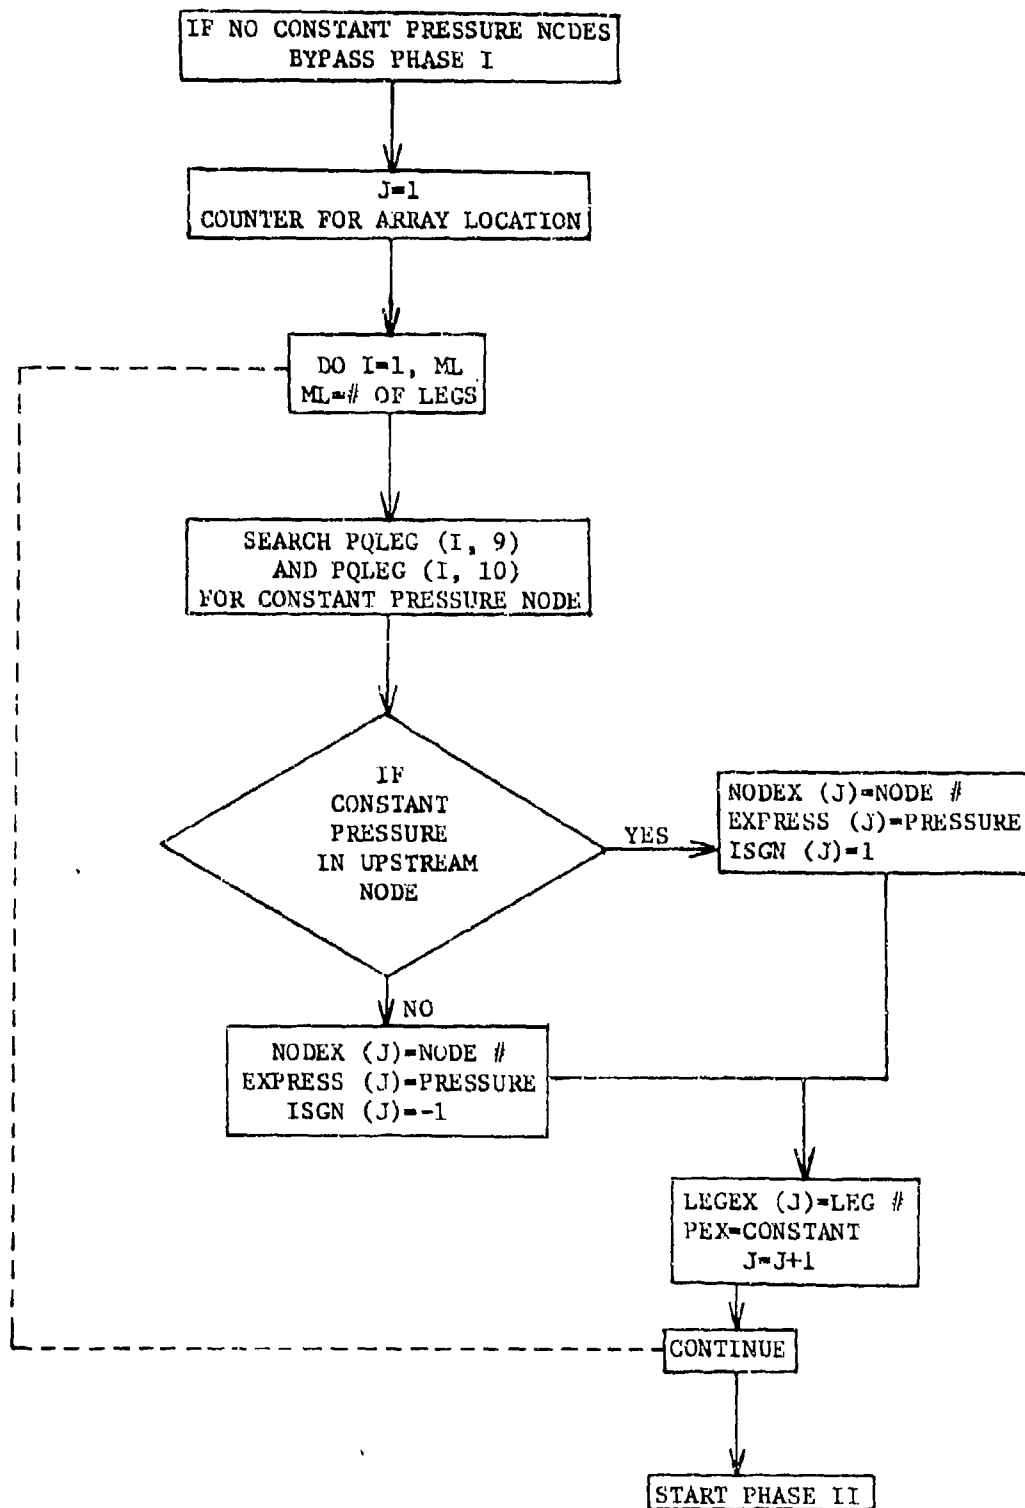 IF NO CONSTANT PRESSURE NODES
BYPASS PHASE I
J=1
COUNTER FOR ARRAY LOCATION
DO I=1, ML
ML=# OF LEGS
SEARCH PQLEG (I, 9)
AND PQLEG (I, 10)
FOR CONSTANT PRESSURE NODE
IF
CONSTANT
PRESSURE
IN UPSTREAM
NODE
YES
NODEX (J)=NODE #
EXPRESS (J)=PRESSURE
ISGN (J)=1
NO
NODEX (J)=NODE #
EXPRESS (J)=PRESSURE
ISGN (J)=-1
LEGEX (J)=LEG #
PEX=CONSTANT
J=J+1
CONTINUE
START PHASE II